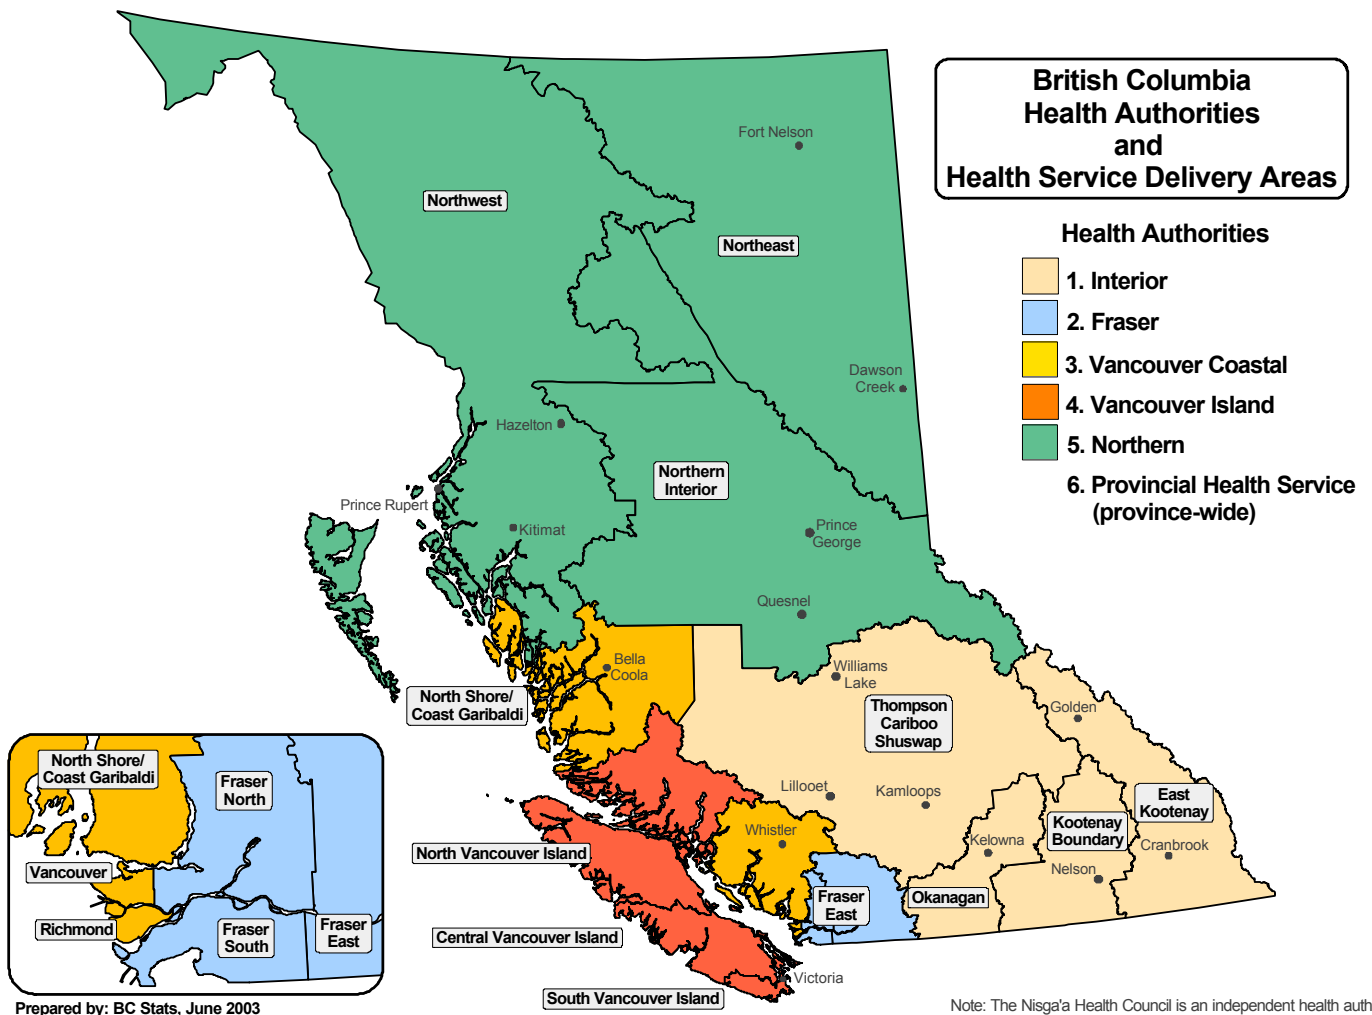 British Columbia
Health Authorities
and
Health Service Delivery Areas
Health Authorities
1. Interior
2. Fraser
3. Vancouver Coastal
4. Vancouver Island
5. Northern
6. Provincial Health Service
(province-wide)
Fort Nelson
Northwest
Northeast
Dawson
Creek
Hazelton
Northern
Interior
Prince Rupert
Kitimat
Prince
George
Quesnel
Bella
Coola
Williams
Lake
North Shore/
Coast Garibaldi
Thompson
Cariboo
Shuswap
Golden
Lillooet
Kamloops
East
Kootenay
Kootenay
Boundary
Whistler
Kelowna
Cranbrook
North Vancouver Island
Nelson
Fraser
East
Okanagan
Central Vancouver Island
Victoria
South Vancouver Island
North Shore/
Coast Garibaldi
Fraser
North
Vancouver
Richmond
Fraser
South
Fraser
East
Prepared by: BC Stats, June 2003
Note: The Nisga'a Health Council is an independent health auth